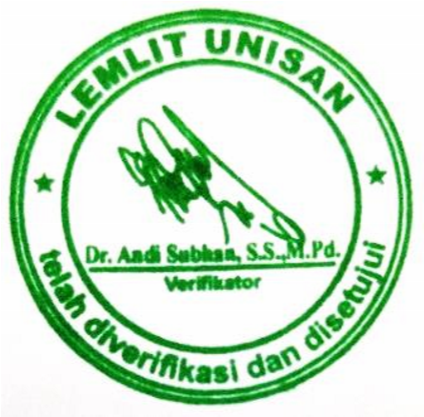 LEMLIT UNISAN
Dr. Andi Subhan, S.S.,M.Pd.
Verifikator
telah diverifikasi dan disetujui